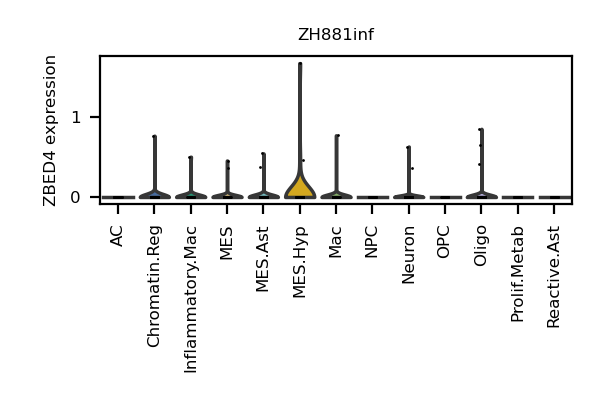 ZH881inf
ZBED4 expression
1
0
AC
Chromatin.Reg
Inflammatory.Mac
MES
MES.Ast
MES.Hyp
Mac
NPC
Neuron
OPC
Oligo
Prolif.Metab
Reactive.Ast